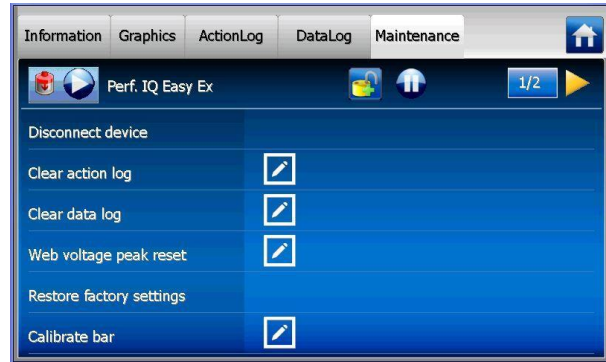 Information Graphics ActionLog DataLog Maintenance
Perf. IQ Easy Ex 1/2
Disconnect device
Clear action log
Clear data log
Web voltage peak reset
Restore factory settings
Calibrate bar